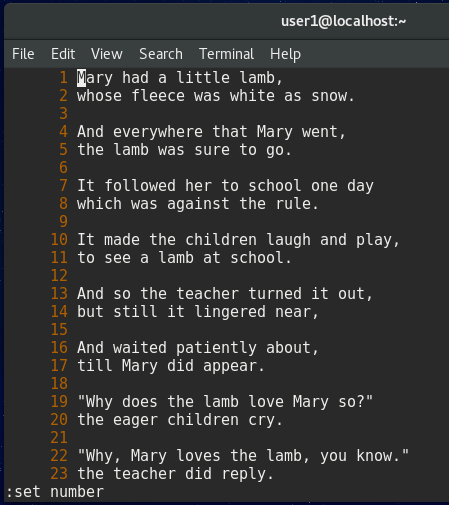 user1@localhost:~
File Edit View Search Terminal Help
1 Mary had a little lamb,
2 whose fleece was white as snow.
3
4 And everywhere that Mary went,
5 the lamb was sure to go.
6
7 It followed her to school one day
8 which was against the rule.
9
10 It made the children laugh and play,
11 to see a lamb at school.
12
13 And so the teacher turned it out,
14 but still it lingered near,
15
16 And waited patiently about,
17 till Mary did appear.
18
19 "Why does the lamb love Mary so?"
20 the eager children cry.
21
22 "Why, Mary loves the lamb, you know."
23 the teacher did reply.
:set number